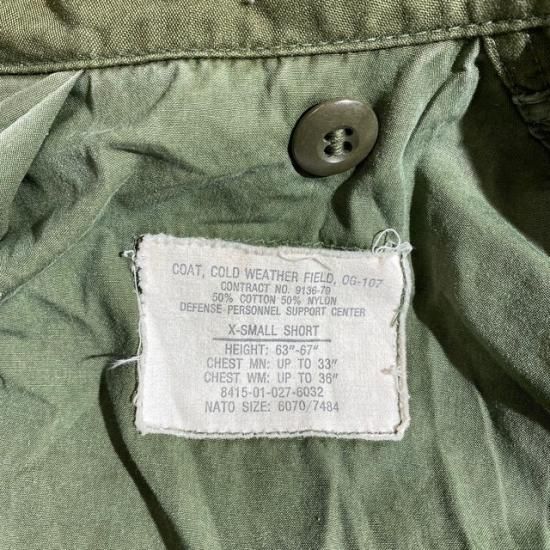 COAT, COLD WEATHER FIELD, OG-107
CONTRACT NO. 9136-79
50% COTTON 50% NYLON
DEFENSE PERSONNEL SUPPORT CENTER
X-SMALL SHORT
HEIGHT: 63"-67"
CHEST MN: UP TO 33"
CHEST WM: UP TO 36"
8415-01-027-6032
NATO SIZE: 6070/7484